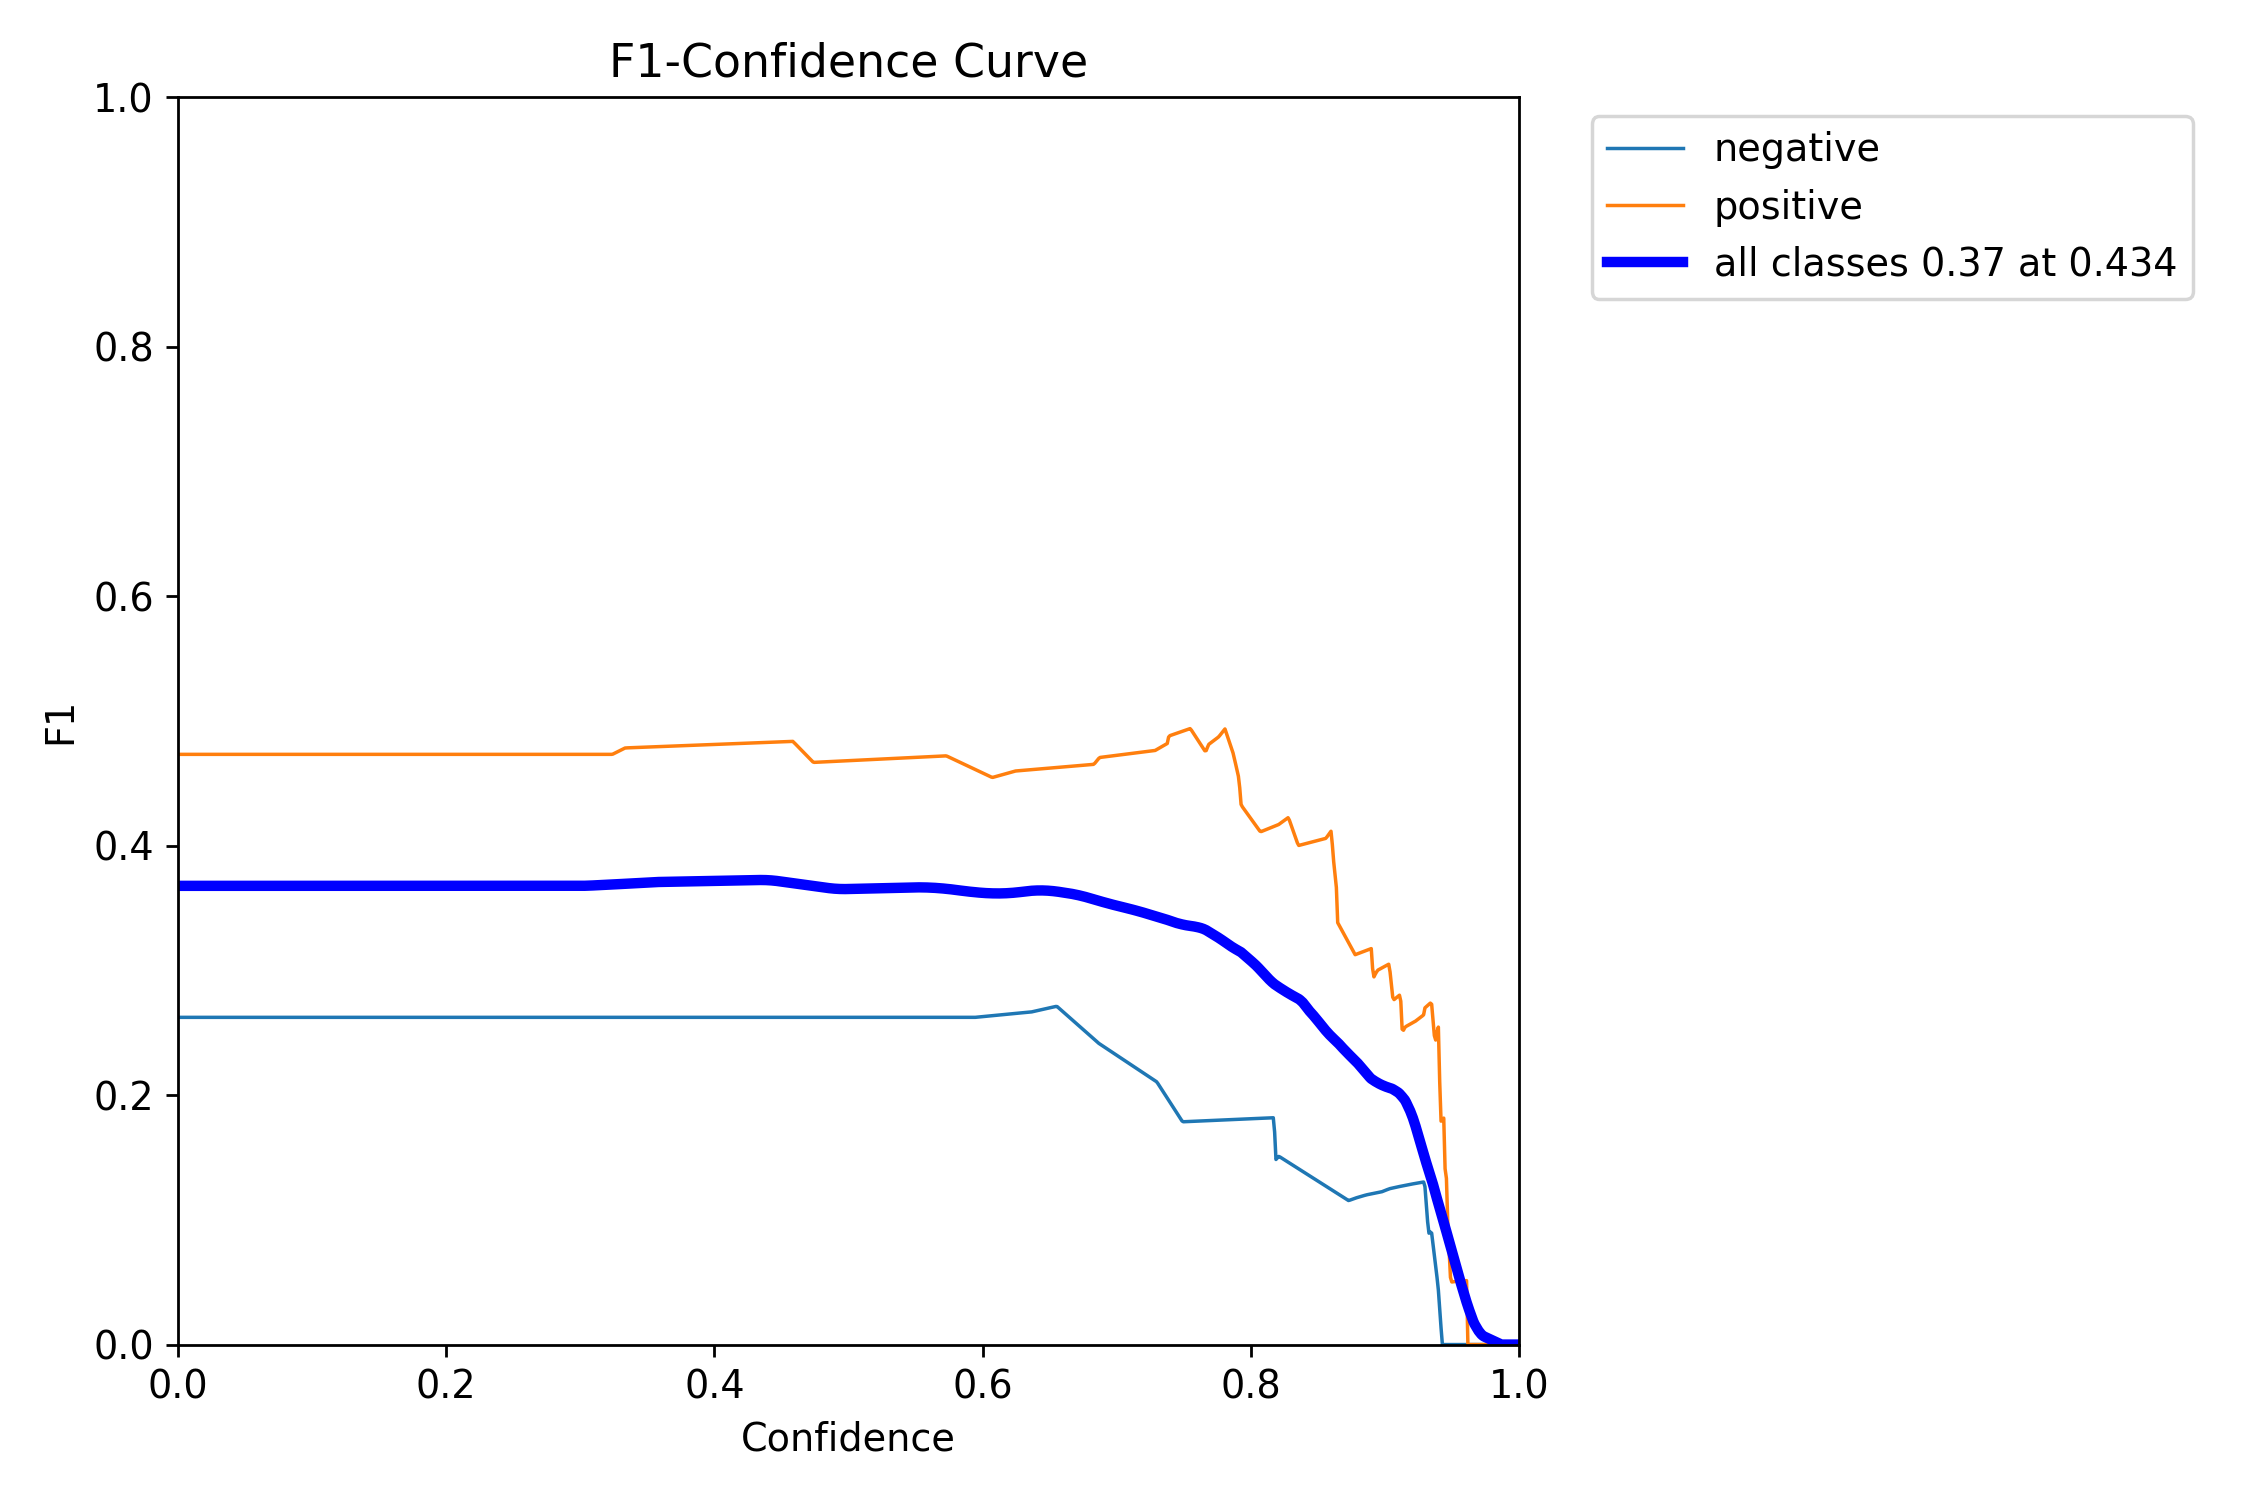 F1-Confidence Curve
1.0
0.8
0.6
0.4
0.2
0.0
F1
0.0 0.2 0.4 0.6 0.8 1.0
Confidence
negative
positive
all classes 0.37 at 0.434